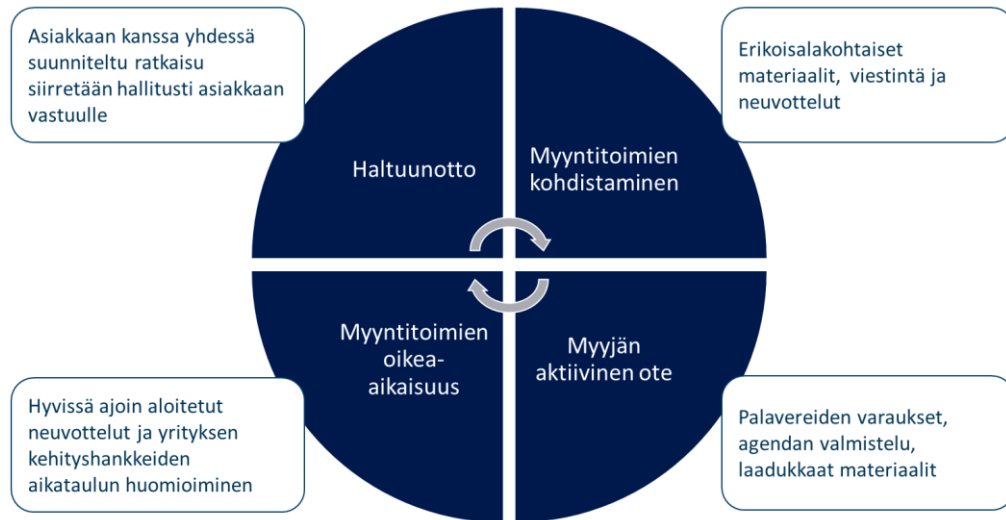 Asiakkaan kanssa yhdessä
suunniteltu ratkaisu
siirretään hallitusti asiakkaan
vastuulle
Erikoisalakohtaiset
materiaalit, viestintä ja
neuvottelut
Haltuunotto
Myyntitoimien
kohdistaminen
Myyntitoimien
oikea-
aikaisuus
Myyjän
aktiivinen ote
Hyvissä ajoin aloitetut
neuvottelut ja yrityksen
kehityshankkeiden
aikataulun huomioiminen
Palavereiden varaukset,
agendan valmistelu,
laadukkaat materiaalit